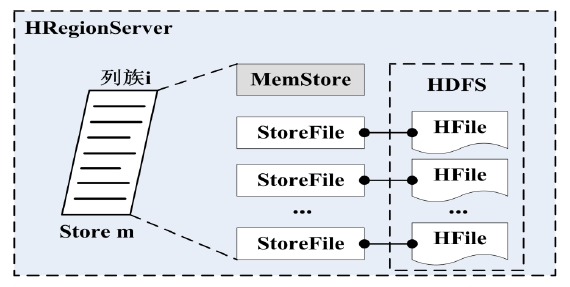 HRegionServer
列族i
MemStore
HDFS
StoreFile
HFile
StoreFile
HFile
...
...
Store m
StoreFile
HFile